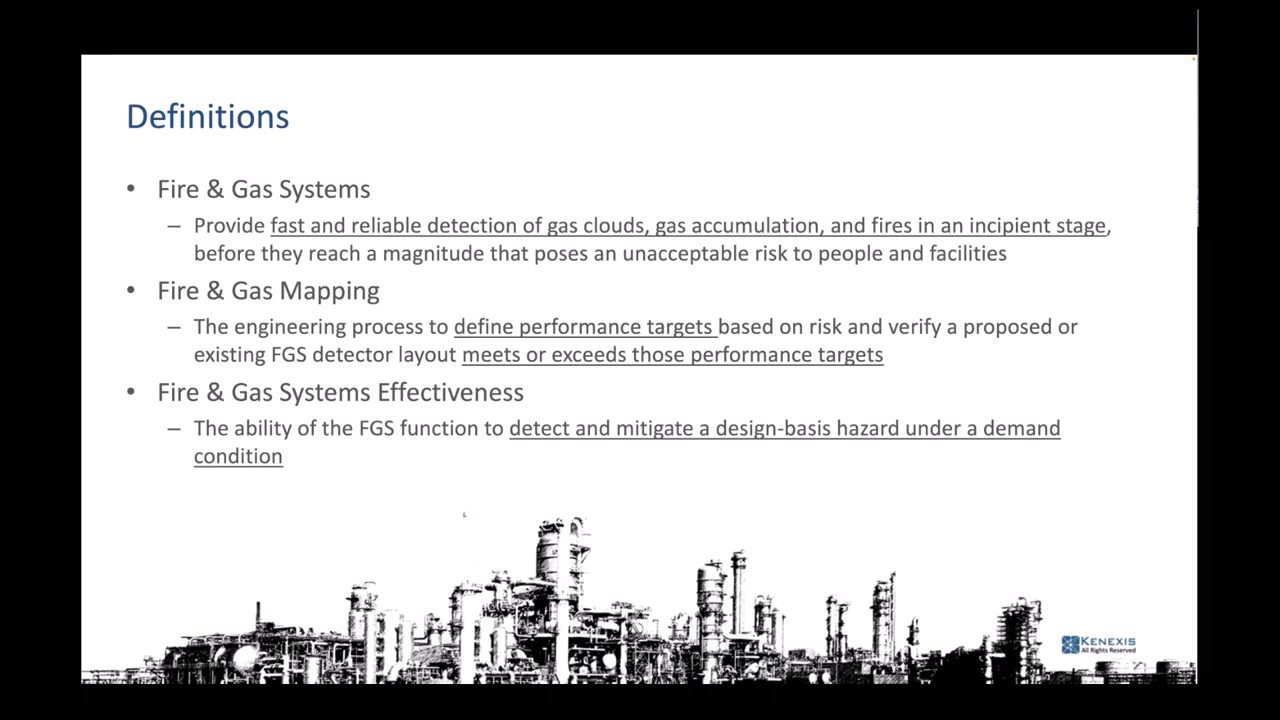 Definitions
• Fire & Gas Systems
– Provide fast and reliable detection of gas clouds, gas accumulation, and fires in an incipient stage,
before they reach a magnitude that poses an unacceptable risk to people and facilities
• Fire & Gas Mapping
– The engineering process to define performance targets based on risk and verify a proposed or
existing FGS detector layout meets or exceeds those performance targets
• Fire & Gas Systems Effectiveness
– The ability of the FGS function to detect and mitigate a design-basis hazard under a demand
condition
KENEXIS
All Rights Reserved